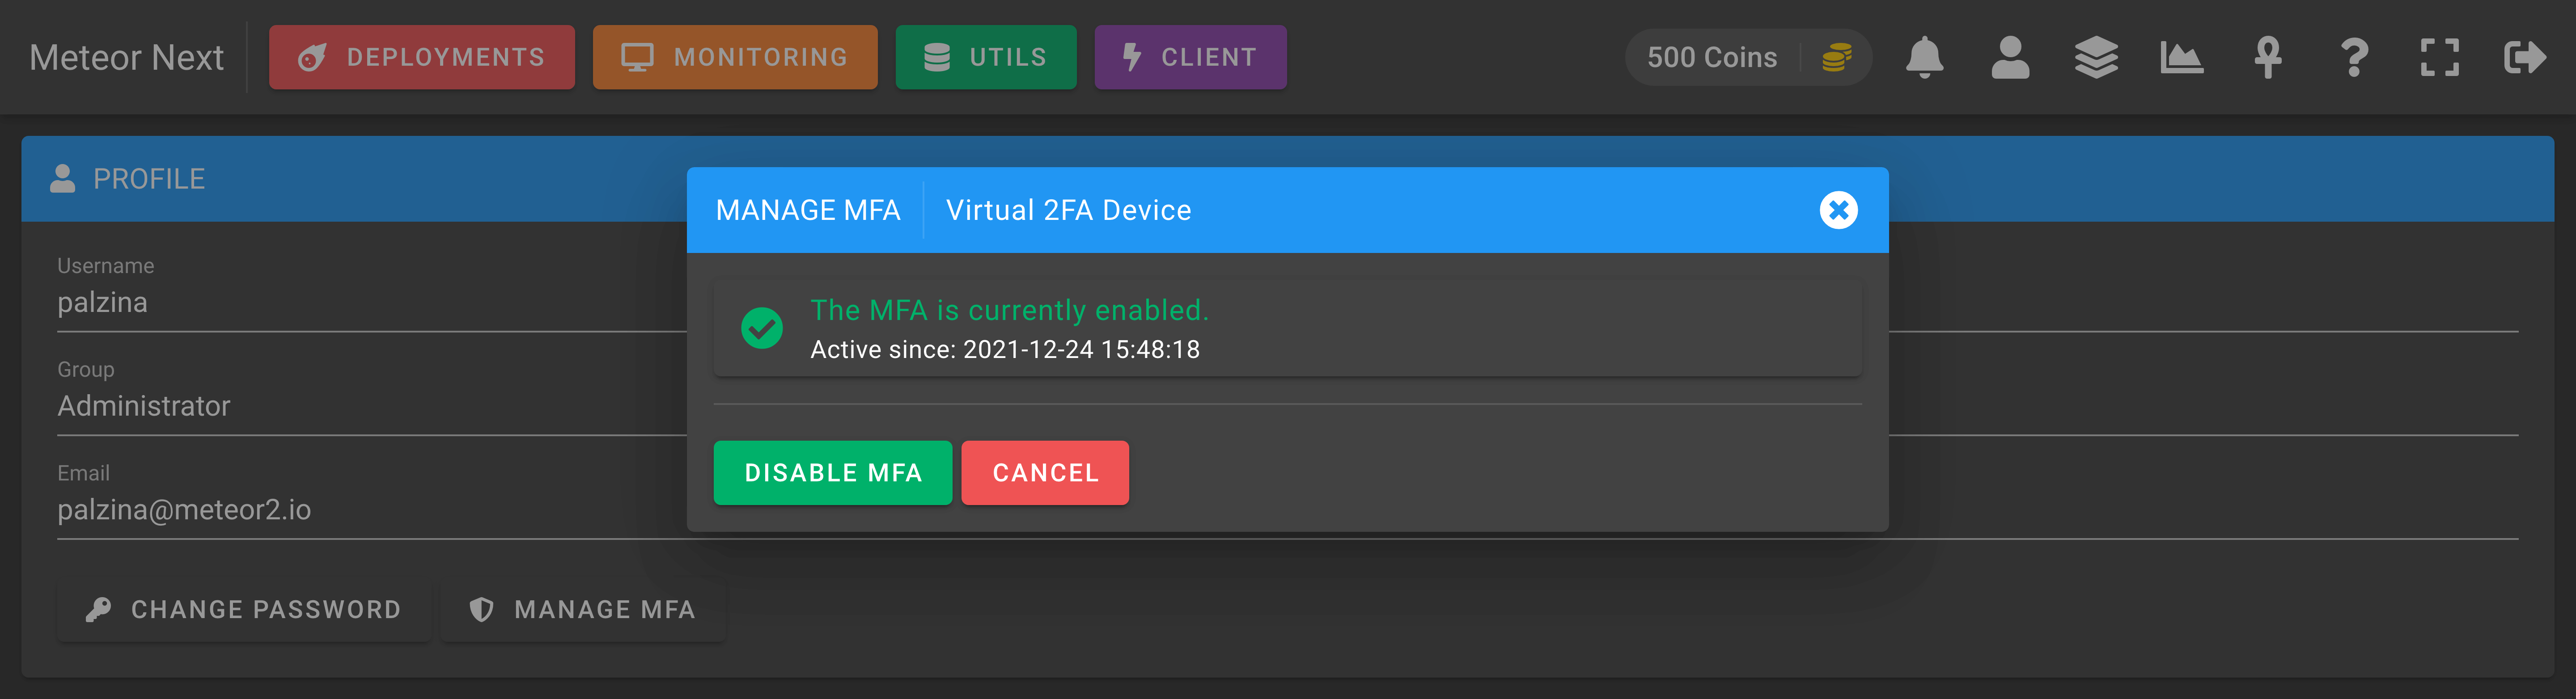 Meteor Next
DEPLOYMENTS
MONITORING
UTILS
CLIENT
500 Coins
PROFILE
MANAGE MFA
Virtual 2FA Device
Username
palzina
The MFA is currently enabled.
Active since: 2021-12-24 15:48:18
Group
Administrator
Email
palzina@meteor2.io
DISABLE MFA
CANCEL
CHANGE PASSWORD
MANAGE MFA